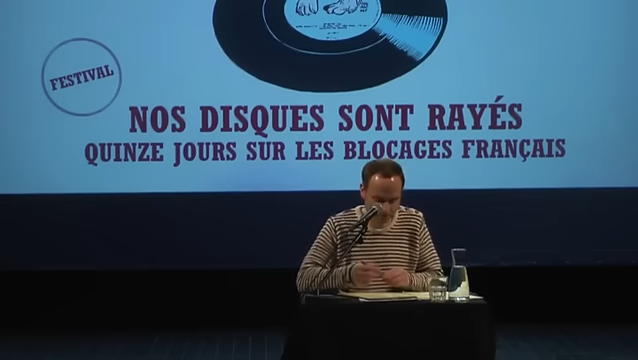 FESTIVAL
NOS DISQUES SONT RAYÉS
QUINZE JOURS SUR LES BLOCAGES FRANÇAIS